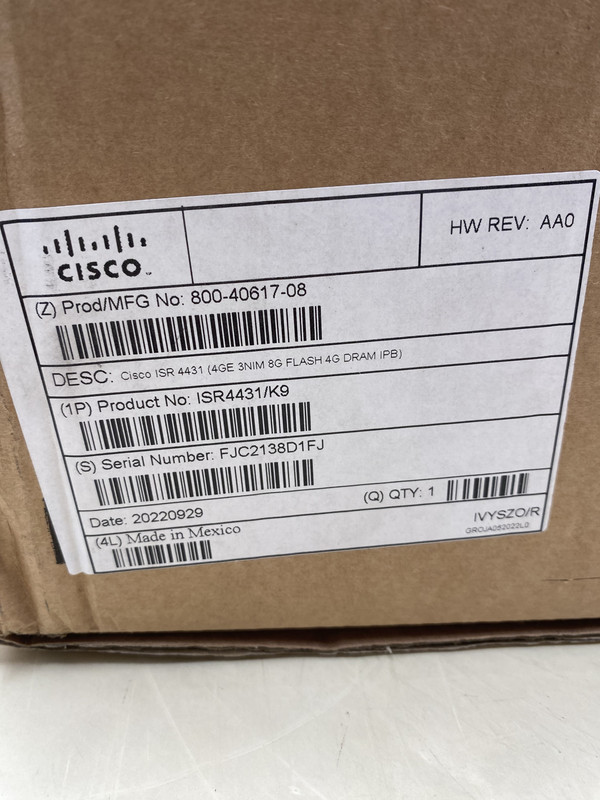 CISCO
HW REV: AA0
(Z) Prod/MFG No: 800-40617-08
DESC: Cisco ISR 4431 (4GE 3NIM 8G FLASH 4G DRAM IPB)
(1P) Product No: ISR4431/K9
(S) Serial Number: FJC2138D1FJ
Date: 20220929
(Q) QTY: 1
(4L) Made in Mexico
IVYSZO/R
GROJA052022L0